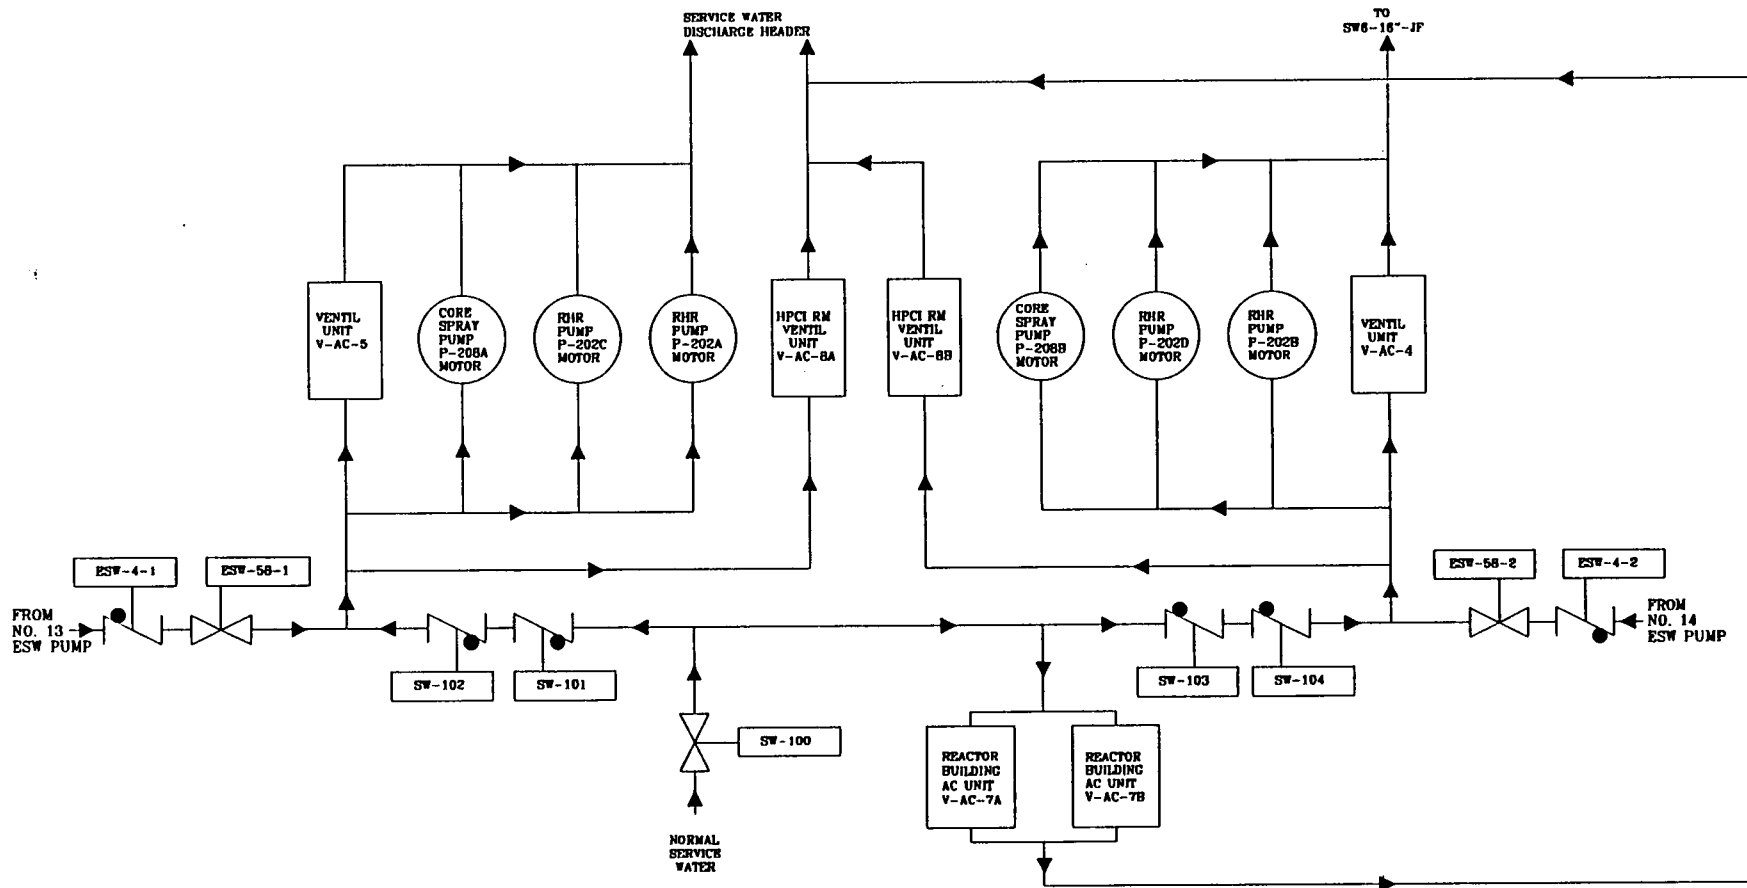 SERVICE WATER
DISCHARGE HEADER
TO
SW6-16"-JF
VENTIL
UNIT
V-AC-5
CORE
SPRAY
PUMP
P-208A
MOTOR
RHR
PUMP
P-202C
MOTOR
RHR
PUMP
P-202A
MOTOR
HPCI RM
VENTIL
UNIT
V-AC-8A
HPCI RM
VENTIL
UNIT
V-AC-8B
CORE
SPRAY
PUMP
P-208B
MOTOR
RHR
PUMP
P-202D
MOTOR
RHR
PUMP
P-202B
MOTOR
VENTIL
UNIT
V-AC-4
ESW-4-1
ESW-58-1
ESW-58-2
ESW-4-2
FROM
NO. 13
ESW PUMP
FROM
NO. 14
ESW PUMP
SW-102
SW-101
SW-103
SW-104
SW-100
NORMAL
SERVICE
WATER
REACTOR
BUILDING
AC UNIT
V-AC-7A
REACTOR
BUILDING
AC UNIT
V-AC-7B